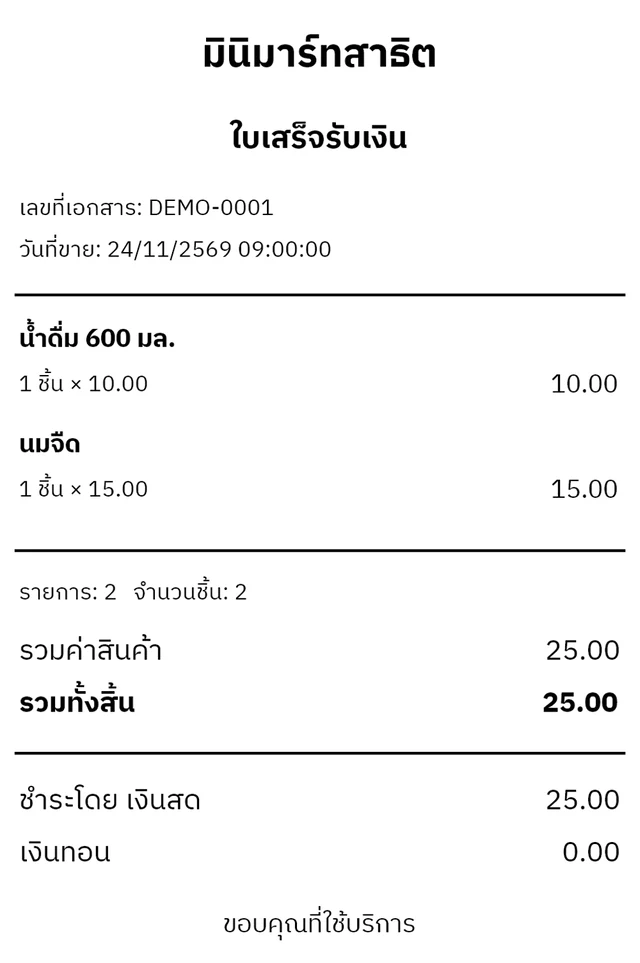 มินิมาร์ทสาธิต
ใบเสร็จรับเงิน
เลขที่เอกสาร: DEMO-0001
วันที่ขาย: 24/11/2569 09:00:00
น้ำดื่ม 600 มล.
1 ชิ้น × 10.00 10.00
นมจืด
1 ชิ้น × 15.00 15.00
รายการ: 2 จำนวนชิ้น: 2
รวมค่าสินค้า 25.00
รวมทั้งสิ้น 25.00
ชำระโดย เงินสด 25.00
เงินทอน 0.00
ขอบคุณที่ใช้บริการ